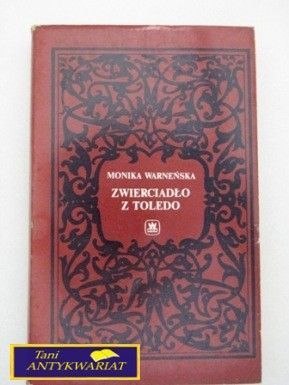 MONIKA WARNEŃSKA
ZWIERCIADŁO
Z TOLEDO
Tani
ANTYKWARIAT